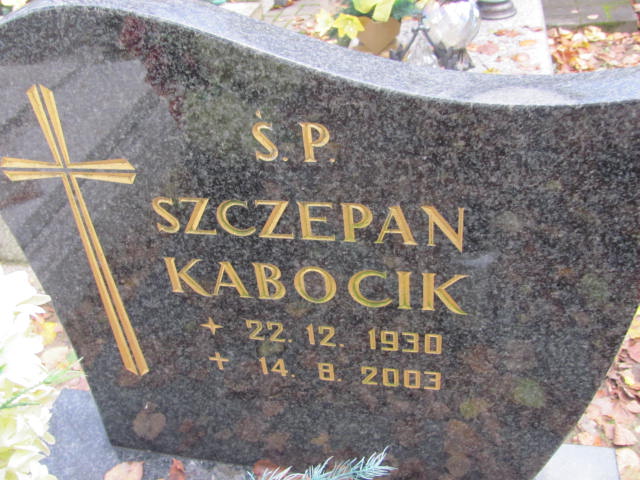 Ś.P.
SZCZEPAN
KABOCIK
22.12.1930
14.8.2003